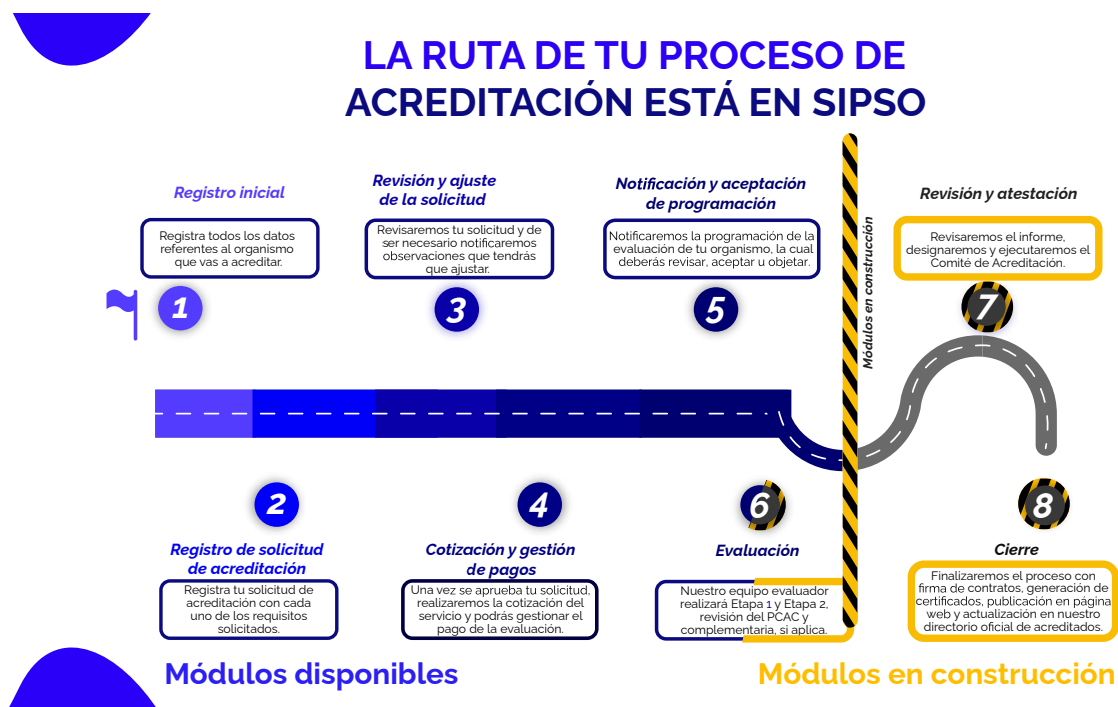 LA RUTA DE TU PROCESO DE
ACREDITACIÓN ESTÁ EN SIPSO
Registro inicial
Registra todos los datos
referentes al organismo
que vas a acreditar.
1
2
Registro de solicitud
de acreditación
Registra tu solicitud de
acreditación con cada
uno de los requisitos
solicitados.
Revisión y ajuste
de la solicitud
Revisaremos tu solicitud y de
ser necesario notificaremos
observaciones que tendrás
que ajustar.
3
4
Cotización y gestión
de pagos
Una vez se aprueba tu solicitud,
realizaremos la cotización del
servicio y podrás gestionar el
pago de la evaluación.
Notificación y aceptación
de programación
Notificaremos la programación de la
evaluación de tu organismo, la cual
deberás revisar, aceptar u objetar.
5
6
Evaluación
Nuestro equipo evaluador
realizará Etapa 1 y Etapa 2,
revisión del PCAC y
complementaria, si aplica.
Módulos en construcción
Revisión y atestación
Revisaremos el informe,
designaremos y ejecutaremos el
Comité de Acreditación.
7
8
Cierre
Finalizaremos el proceso con
firma de contratos, generación de
certificados, publicación en página
web y actualización en nuestro
directorio oficial de acreditados.
Módulos disponibles
Módulos en construcción